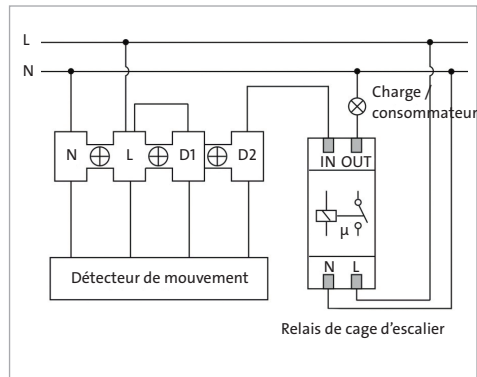 L
N
Charge /
consommateur
N L D1 D2
IN OUT
µ
N L
Détecteur de mouvement
Relais de cage d'escalier